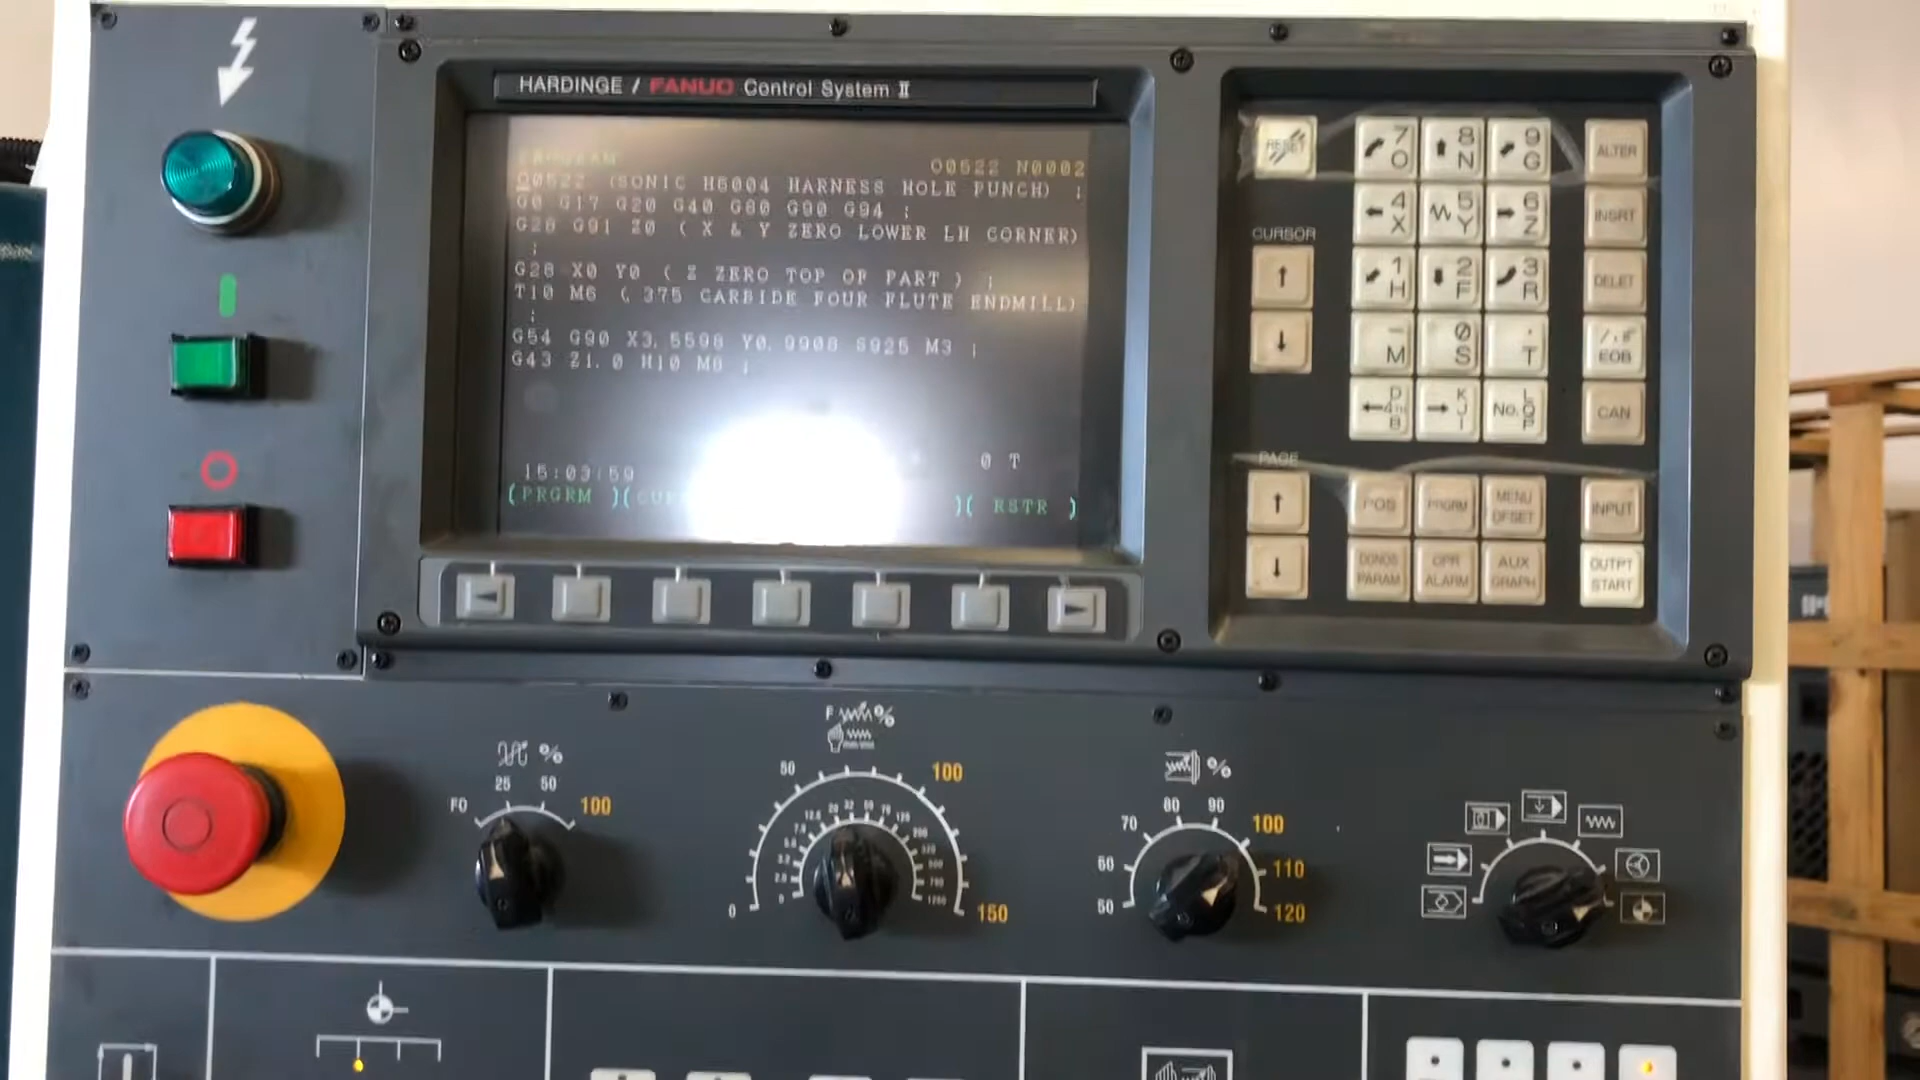 HARDINGE / FANUC Control System II
PROGRAM
O0522 N0002
O0522 (SONIC H6004 HARNESS HOLE PUNCH) ;
G0 G17 G20 G40 G80 G90 G94 ;
G28 G91 Z0 ( X & Y ZERO LOWER LH CORNER)
;
G28 X0 Y0 ( Z ZERO TOP OF PART ) ;
T10 M6 (.375 CARBIDE FOUR FLUTE ENDMILL)
;
G54 G90 X3.5598 Y0.9908 S925 M3 ;
G43 Z1.0 H10 M8 ;
0 T
15:03:59
(PRGRM )(
)( RSTR )
RESET
7 O
8 N
9 G
ALTER
4 X
5 Y
6 Z
INSRT
CURSOR
1 H
2 F
3 R
DELET
- M
0 S
. T
/,# EOB
D 4TH B
K J I
No. L Q P
CAN
PAGE
POS
PRGRM
MENU OFSET
INPUT
DGNOS PARAM
OPR ALARM
AUX GRAPH
OUTPT START
%
F0 25 50 100
F %
0 50 100 150
%
50 60 70 80 90 100 110 120